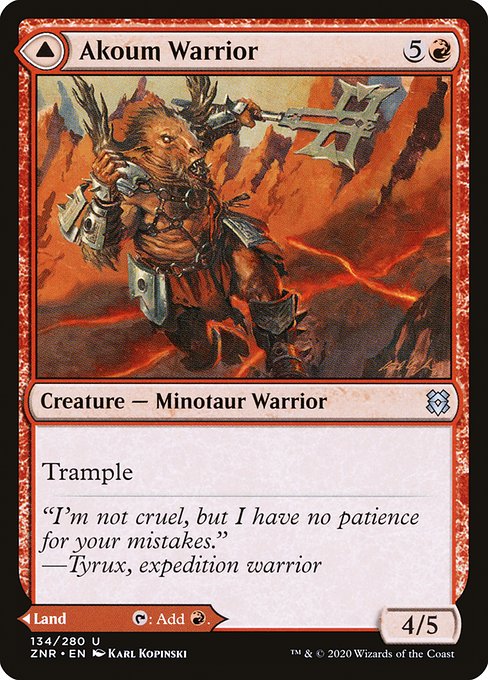 Akoum Warrior 5
Creature — Minotaur Warrior
Trample
“I'm not cruel, but I have no patience
for your mistakes.”
—Tyrux, expedition warrior
Land : Add .
4/5
134/280 U
ZNR • EN Karl Kopinski
™ & © 2020 Wizards of the Coast